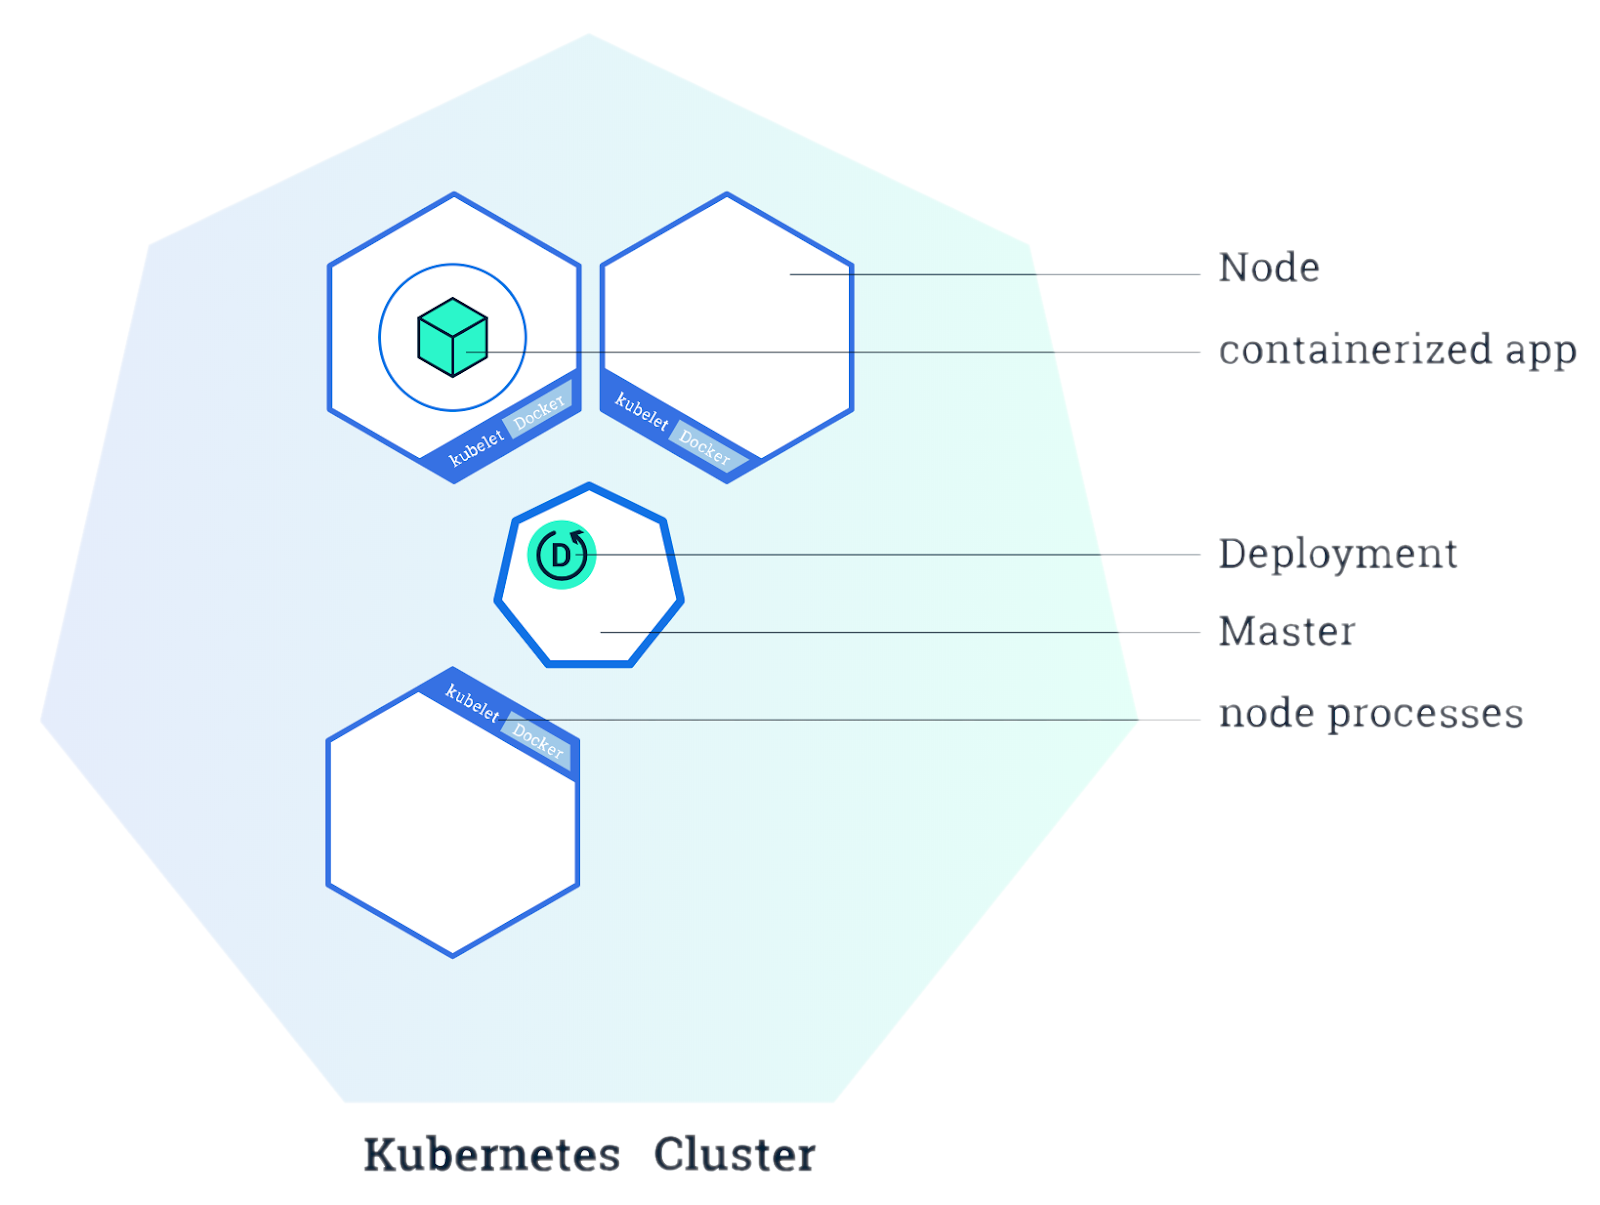 Node
containerized app
kubelet Docker
kubelet Docker
D
Deployment
Master
kubelet Docker
node processes
Kubernetes Cluster